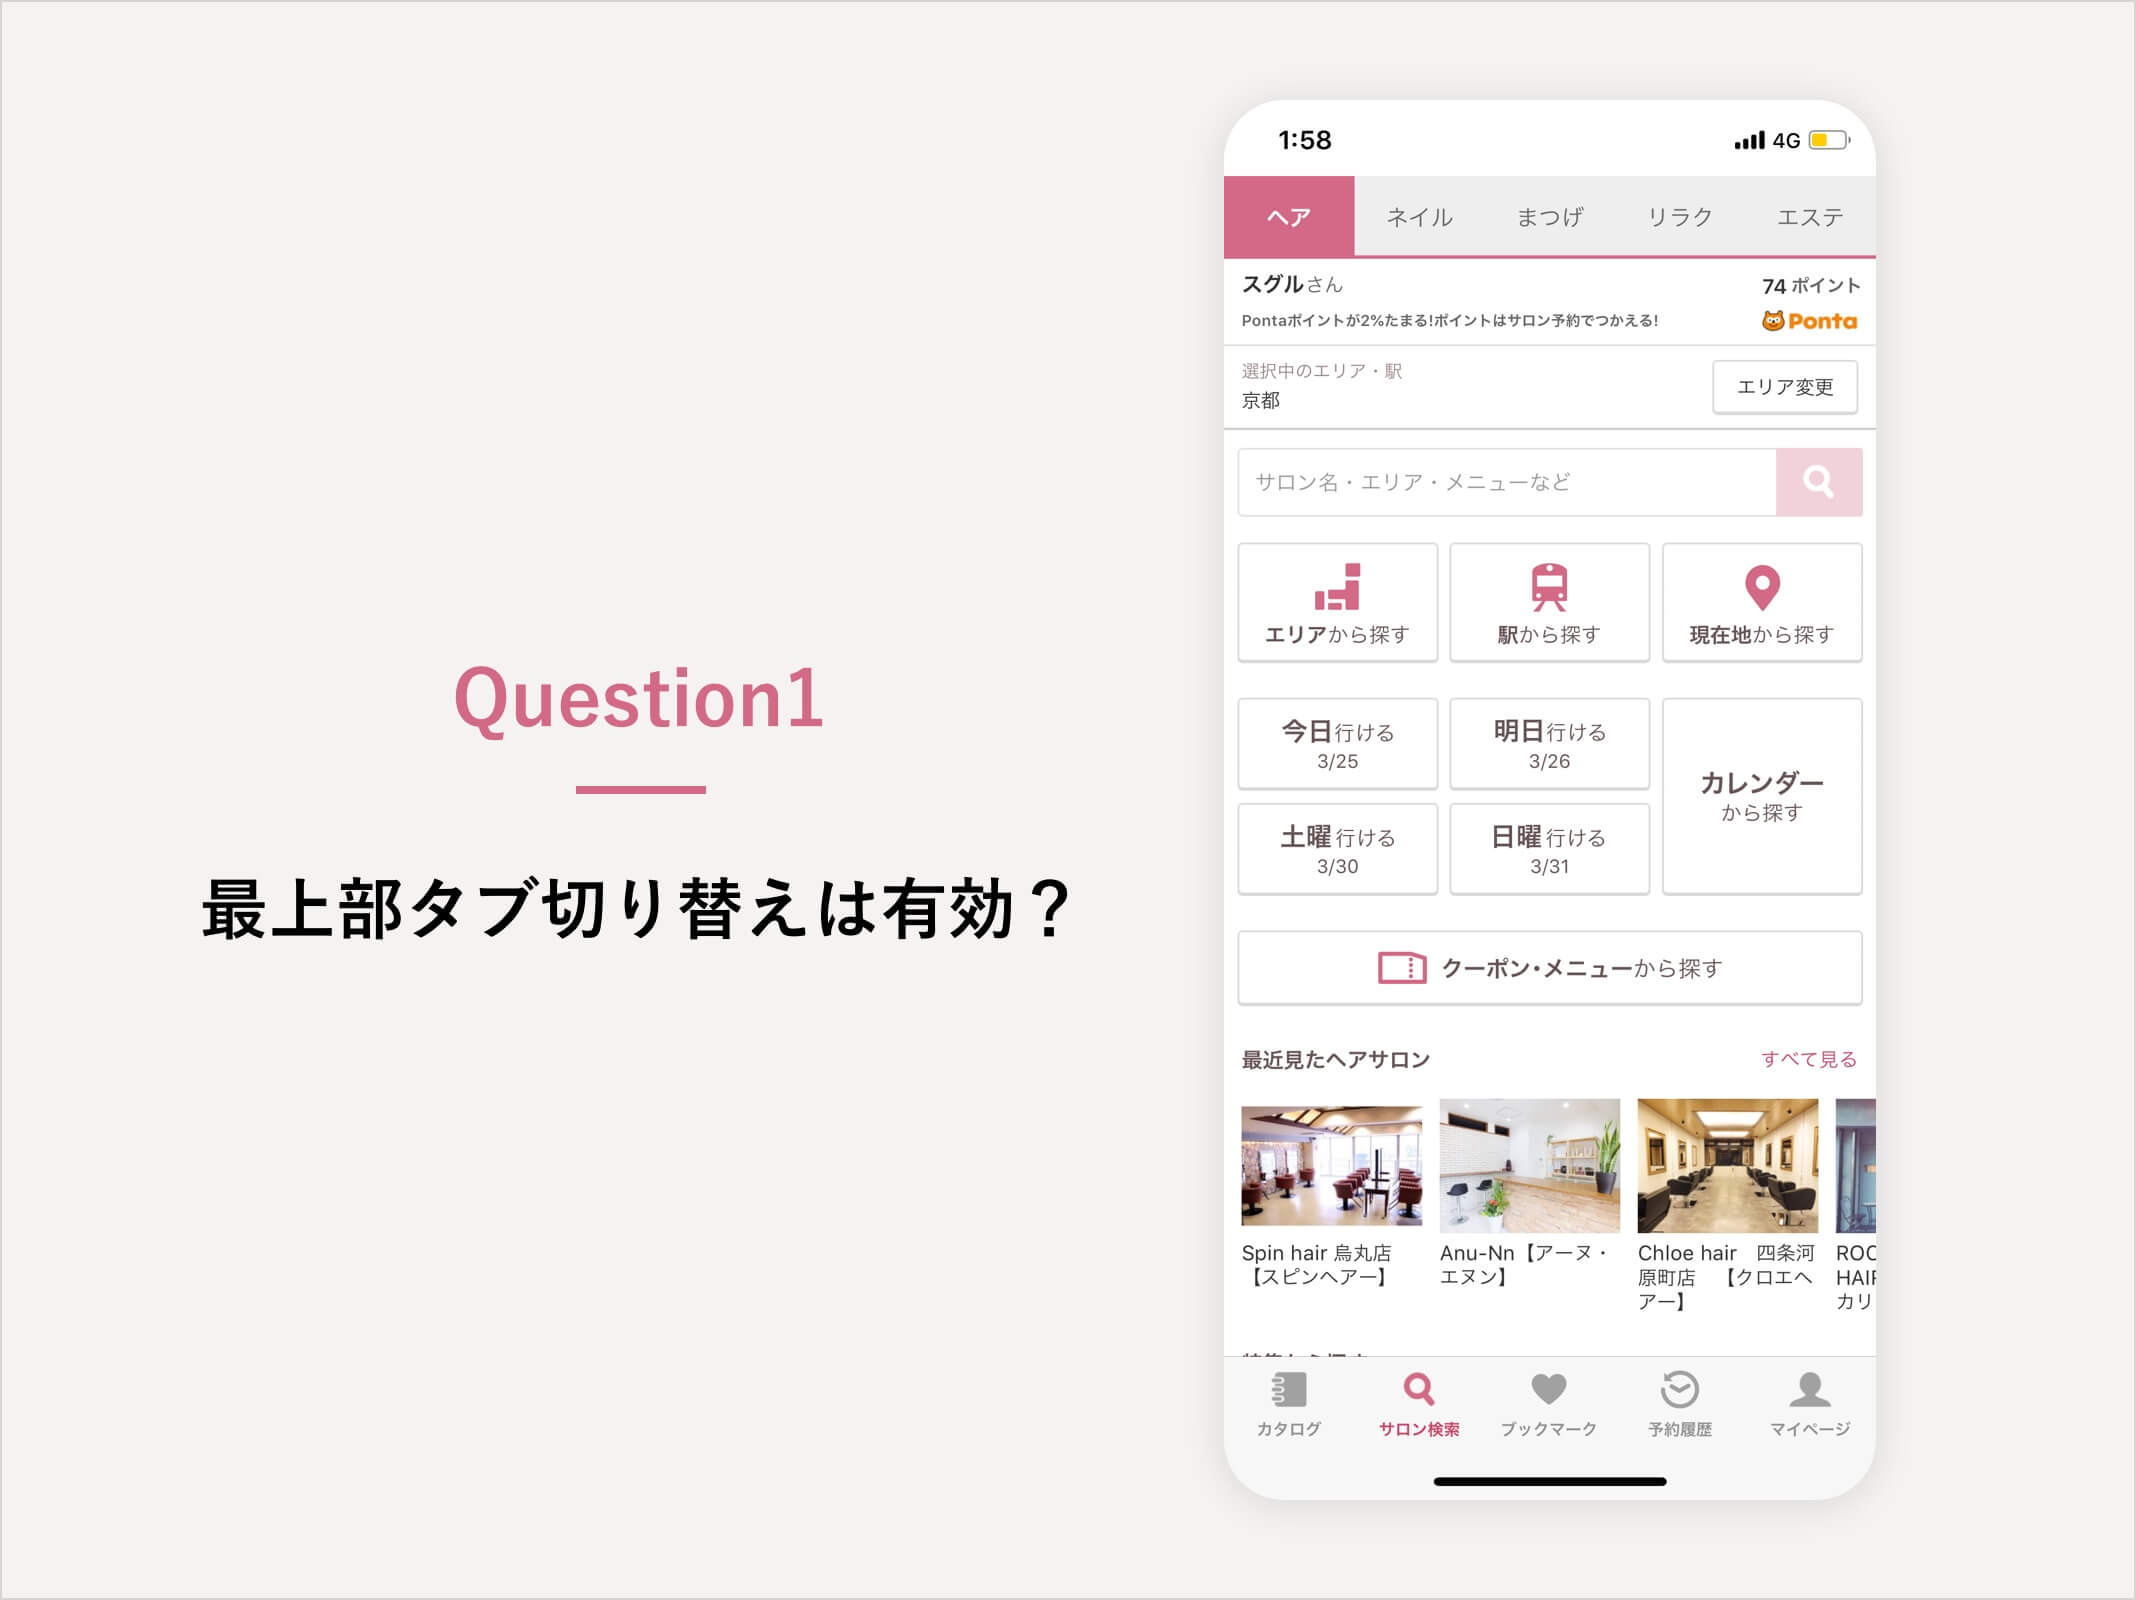 Question1
最上部タブ切り替えは有効？
1:58
4G
ヘア
ネイル
まつげ
リラク
エステ
スグルさん
74 ポイント
Pontaポイントが2%たまる!ポイントはサロン予約でつかえる!
Ponta
選択中のエリア・駅
京都
エリア変更
サロン名・エリア・メニューなど
エリアから探す
駅から探す
現在地から探す
今日行ける
3/25
明日行ける
3/26
カレンダー
から探す
土曜行ける
3/30
日曜行ける
3/31
クーポン・メニューから探す
最近見たヘアサロン
すべて見る
Spin hair 烏丸店
【スピンヘアー】
Anu-Nn【アーヌ・
エヌン】
Chloe hair　四条河
原町店　【クロエヘ
アー】
ROC
HAIR
カリ
カタログ
サロン検索
ブックマーク
予約履歴
マイページ